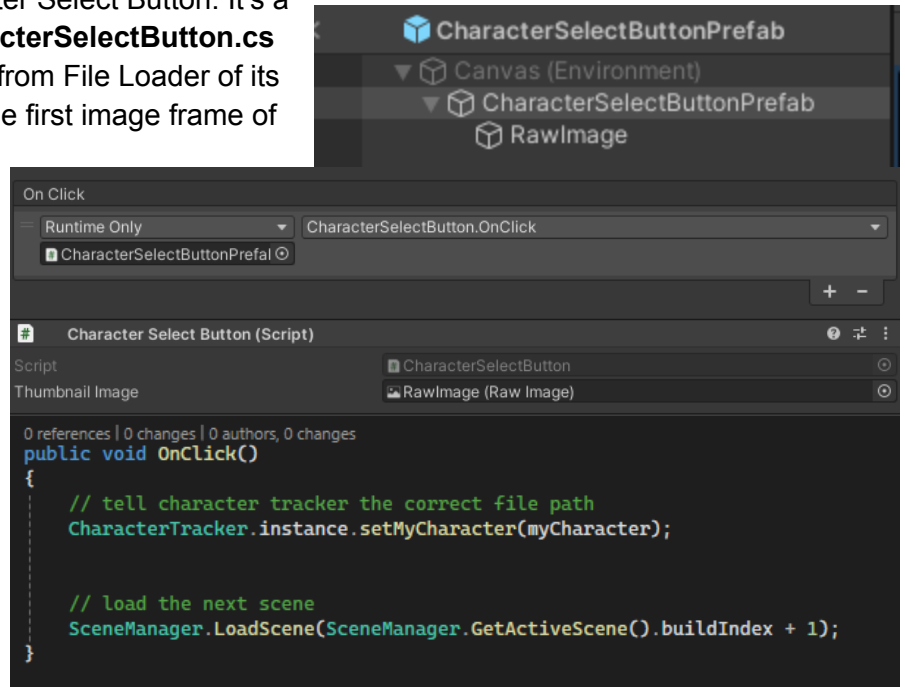 ter Select Button. It's a
cterSelectButton.cs
from File Loader of its
e first image frame of
CharacterSelectButtonPrefab
Canvas (Environment)
CharacterSelectButtonPrefab
RawImage
On Click
Runtime Only CharacterSelectButton.OnClick
CharacterSelectButtonPrefal
+ -
# Character Select Button (Script)
Script CharacterSelectButton
Thumbnail Image RawImage (Raw Image)
0 references | 0 changes | 0 authors, 0 changes
public void OnClick()
{
// tell character tracker the correct file path
CharacterTracker.instance.setMyCharacter(myCharacter);
// load the next scene
SceneManager.LoadScene(SceneManager.GetActiveScene().buildIndex + 1);
}